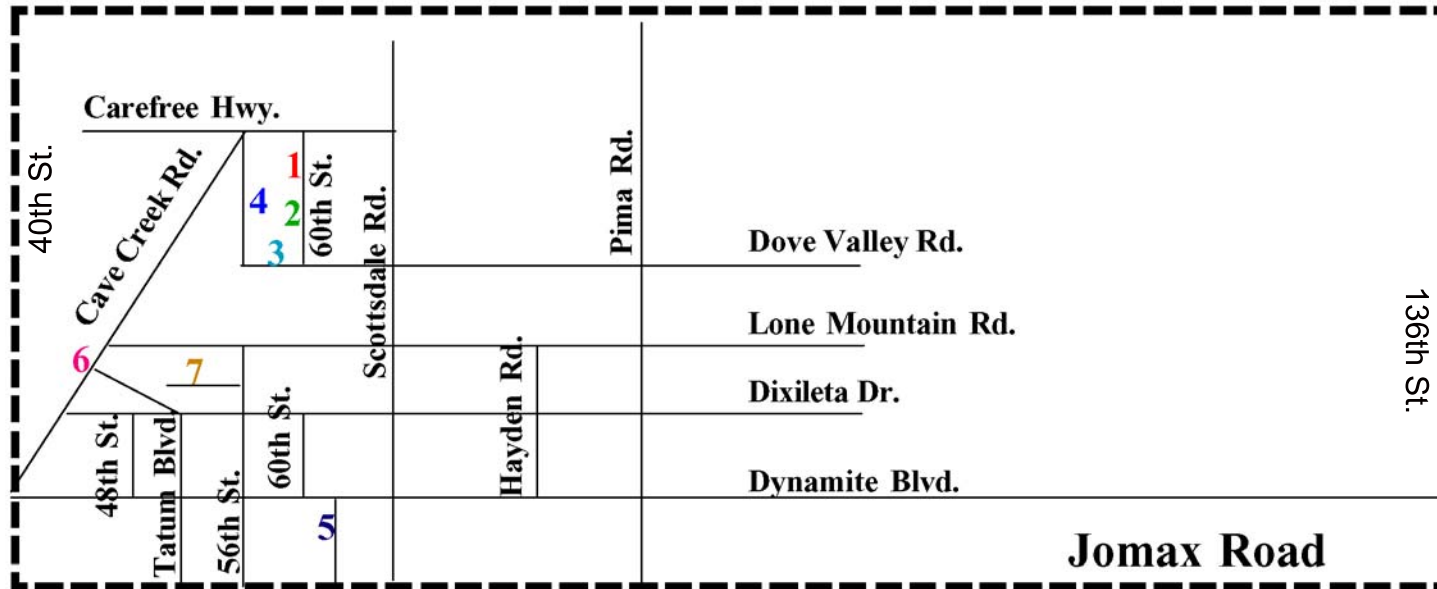 Carefree Hwy.
40th St.
Cave Creek Rd.
1
4
2
3
60th St.
Scottsdale Rd.
Pima Rd.
Dove Valley Rd.
Lone Mountain Rd.
136th St.
6
7
Dixileta Dr.
48th St.
Tatum Blvd.
56th St.
60th St.
Hayden Rd.
Dynamite Blvd.
5
Jomax Road